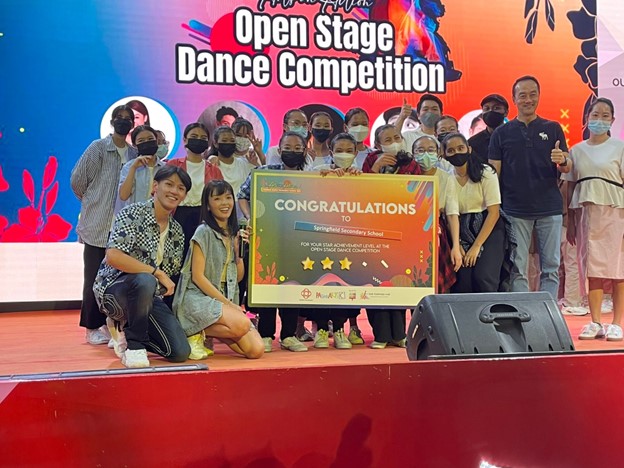 Open Stage
Dance Competition
OU
CONGRATULATIONS
TO
Springfield Secondary School
FOR YOUR STAR ACHIEVEMENT LEVEL AT THE
OPEN STAGE DANCE COMPETITION